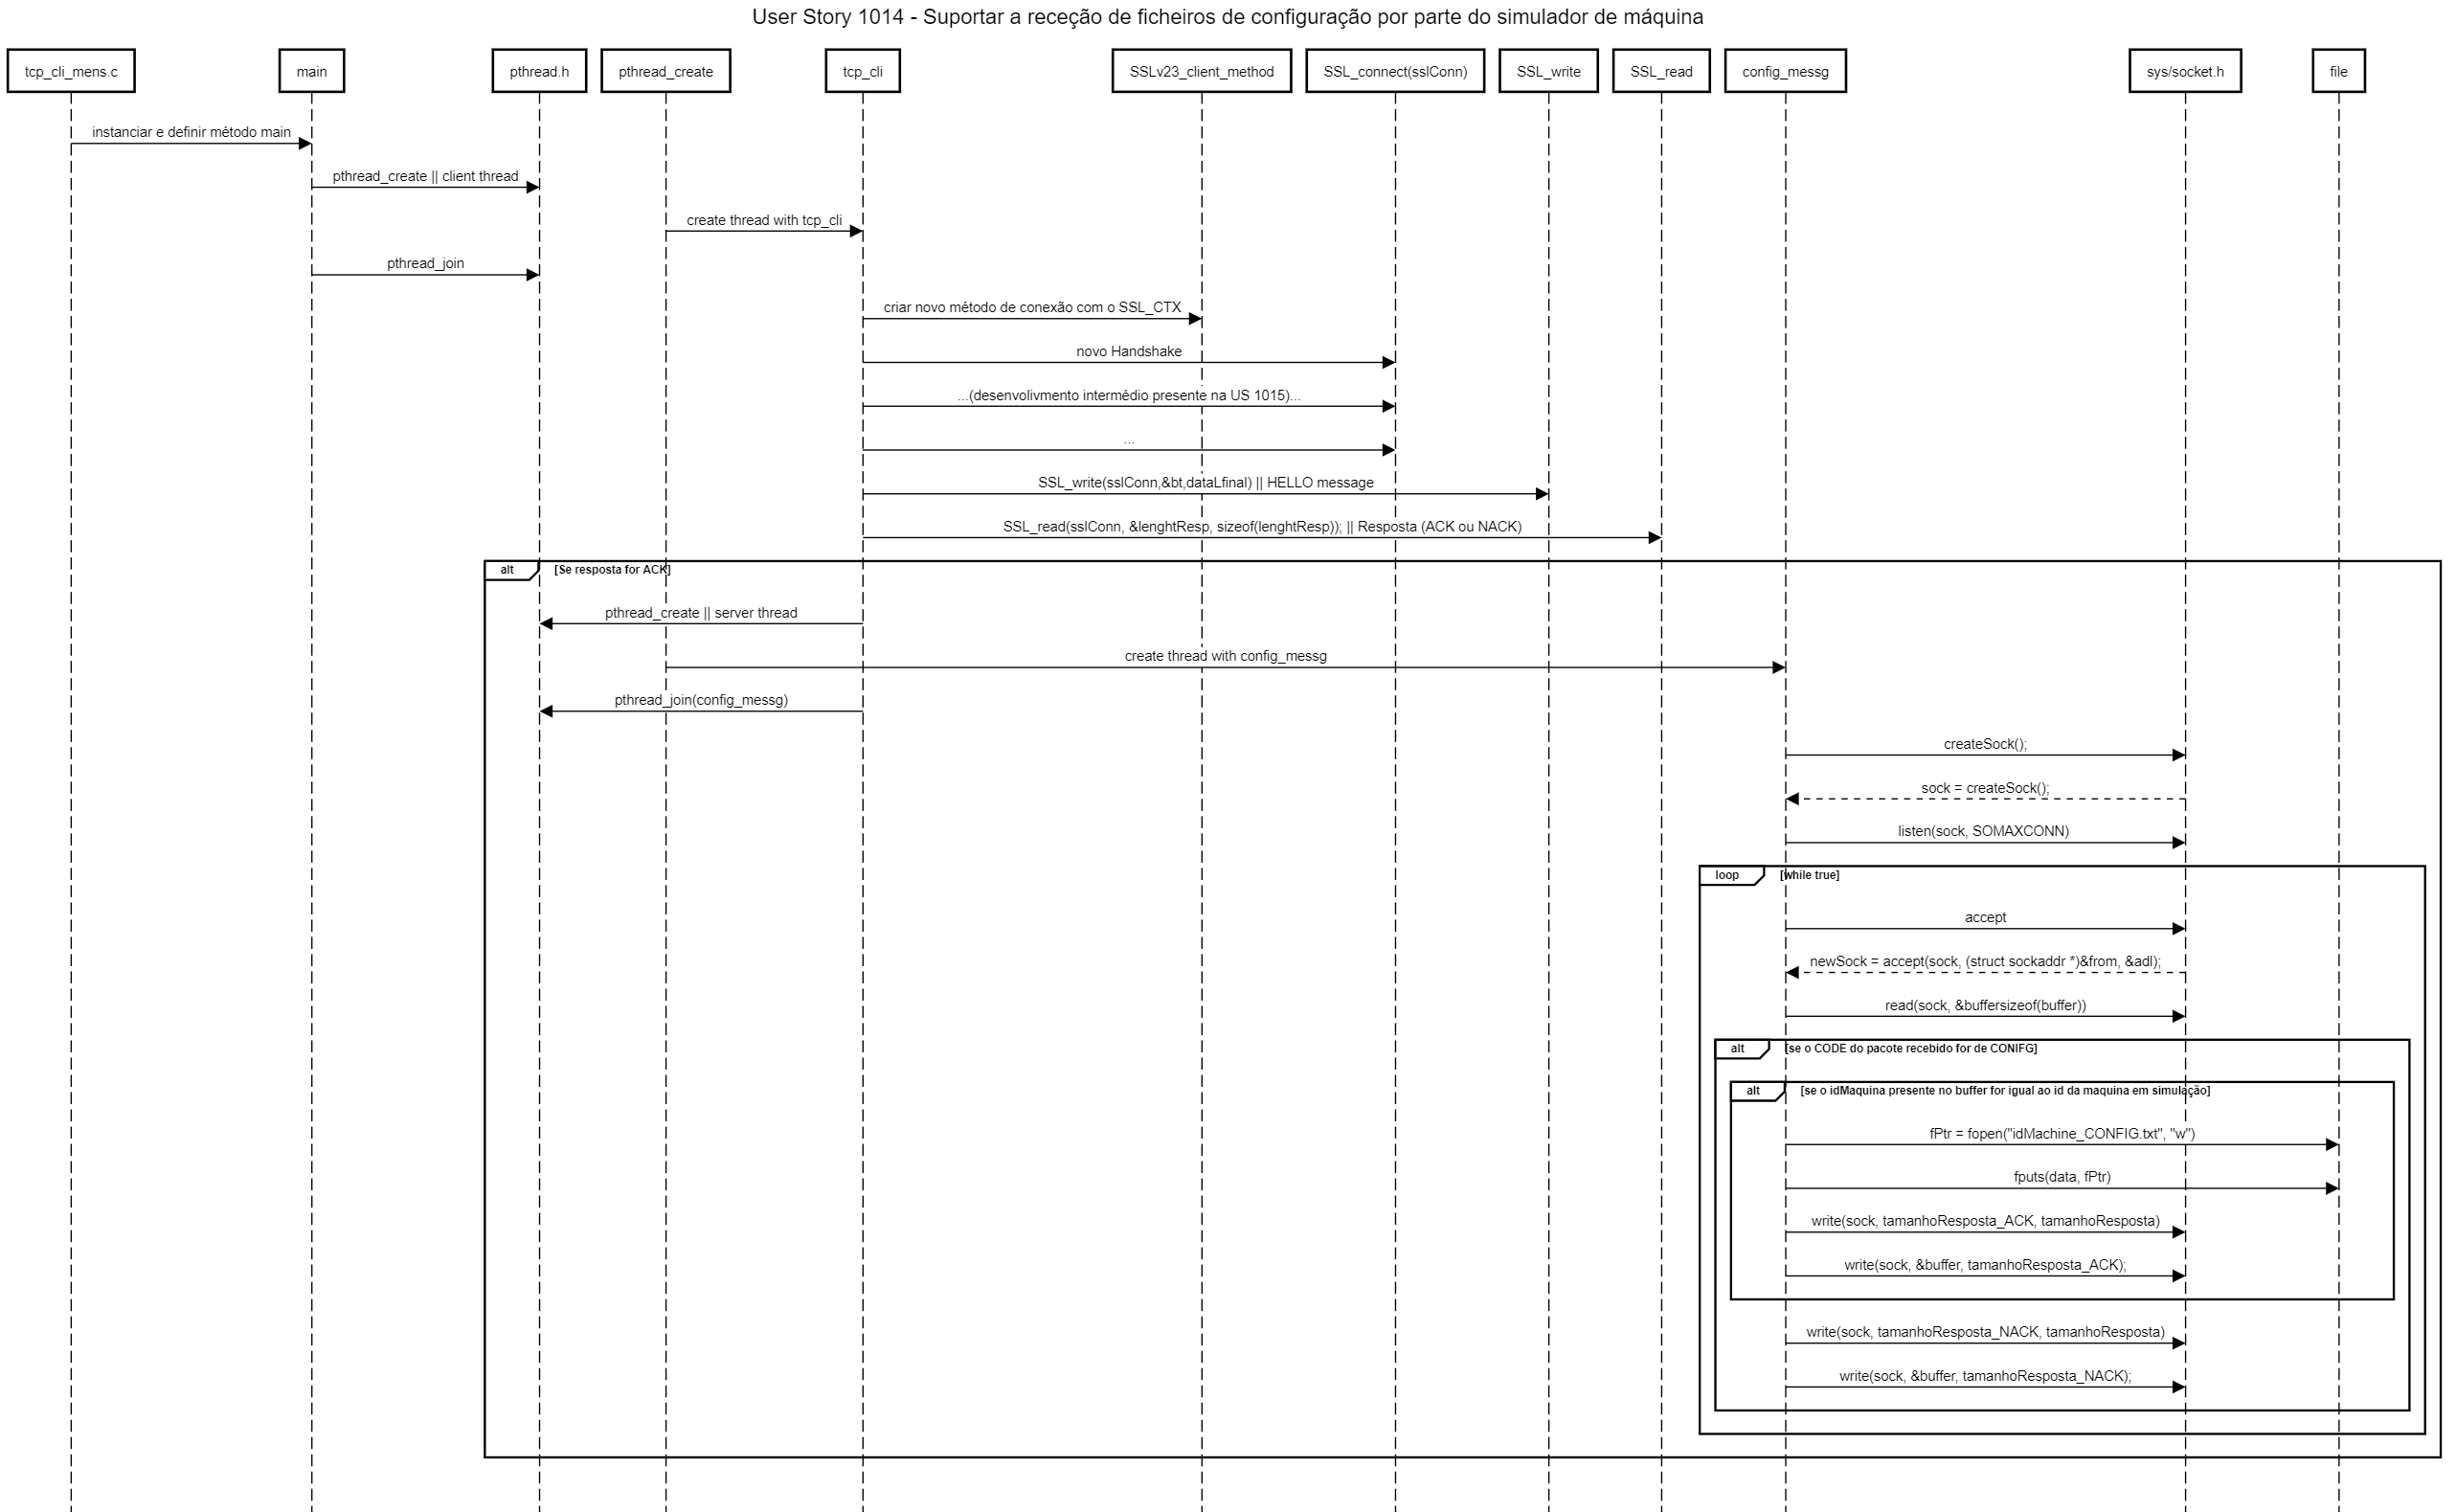 User Story 1014 - Suportar a receção de ficheiros de configuração por parte do simulador de máquina
tcp_cli_mens.c
main
pthread.h
pthread_create
tcp_cli
SSLv23_client_method
SSL_connect(sslConn)
SSL_write
SSL_read
config_messg
sys/socket.h
file
instanciar e definir método main
pthread_create || client thread
create thread with tcp_cli
pthread_join
criar novo método de conexão com o SSL_CTX
novo Handshake
...(desenvolivmento intermédio presente na US 1015)...
...
SSL_write(sslConn,&bt,dataLfinal) || HELLO message
SSL_read(sslConn, &lenghtResp, sizeof(lenghtResp)); || Resposta (ACK ou NACK)
alt [Se resposta for ACK]
pthread_create || server thread
create thread with config_messg
pthread_join(config_messg)
createSock();
sock = createSock();
listen(sock, SOMAXCONN)
loop [while true]
accept
newSock = accept(sock, (struct sockaddr *)&from, &adl);
read(sock, &buffersizeof(buffer))
alt [se o CODE do pacote recebido for de CONIFG]
alt [se o idMaquina presente no buffer for igual ao id da maquina em simulação]
fPtr = fopen("idMachine_CONFIG.txt", "w")
fputs(data, fPtr)
write(sock, tamanhoResposta_ACK, tamanhoResposta)
write(sock, &buffer, tamanhoResposta_ACK);
write(sock, tamanhoResposta_NACK, tamanhoResposta)
write(sock, &buffer, tamanhoResposta_NACK);